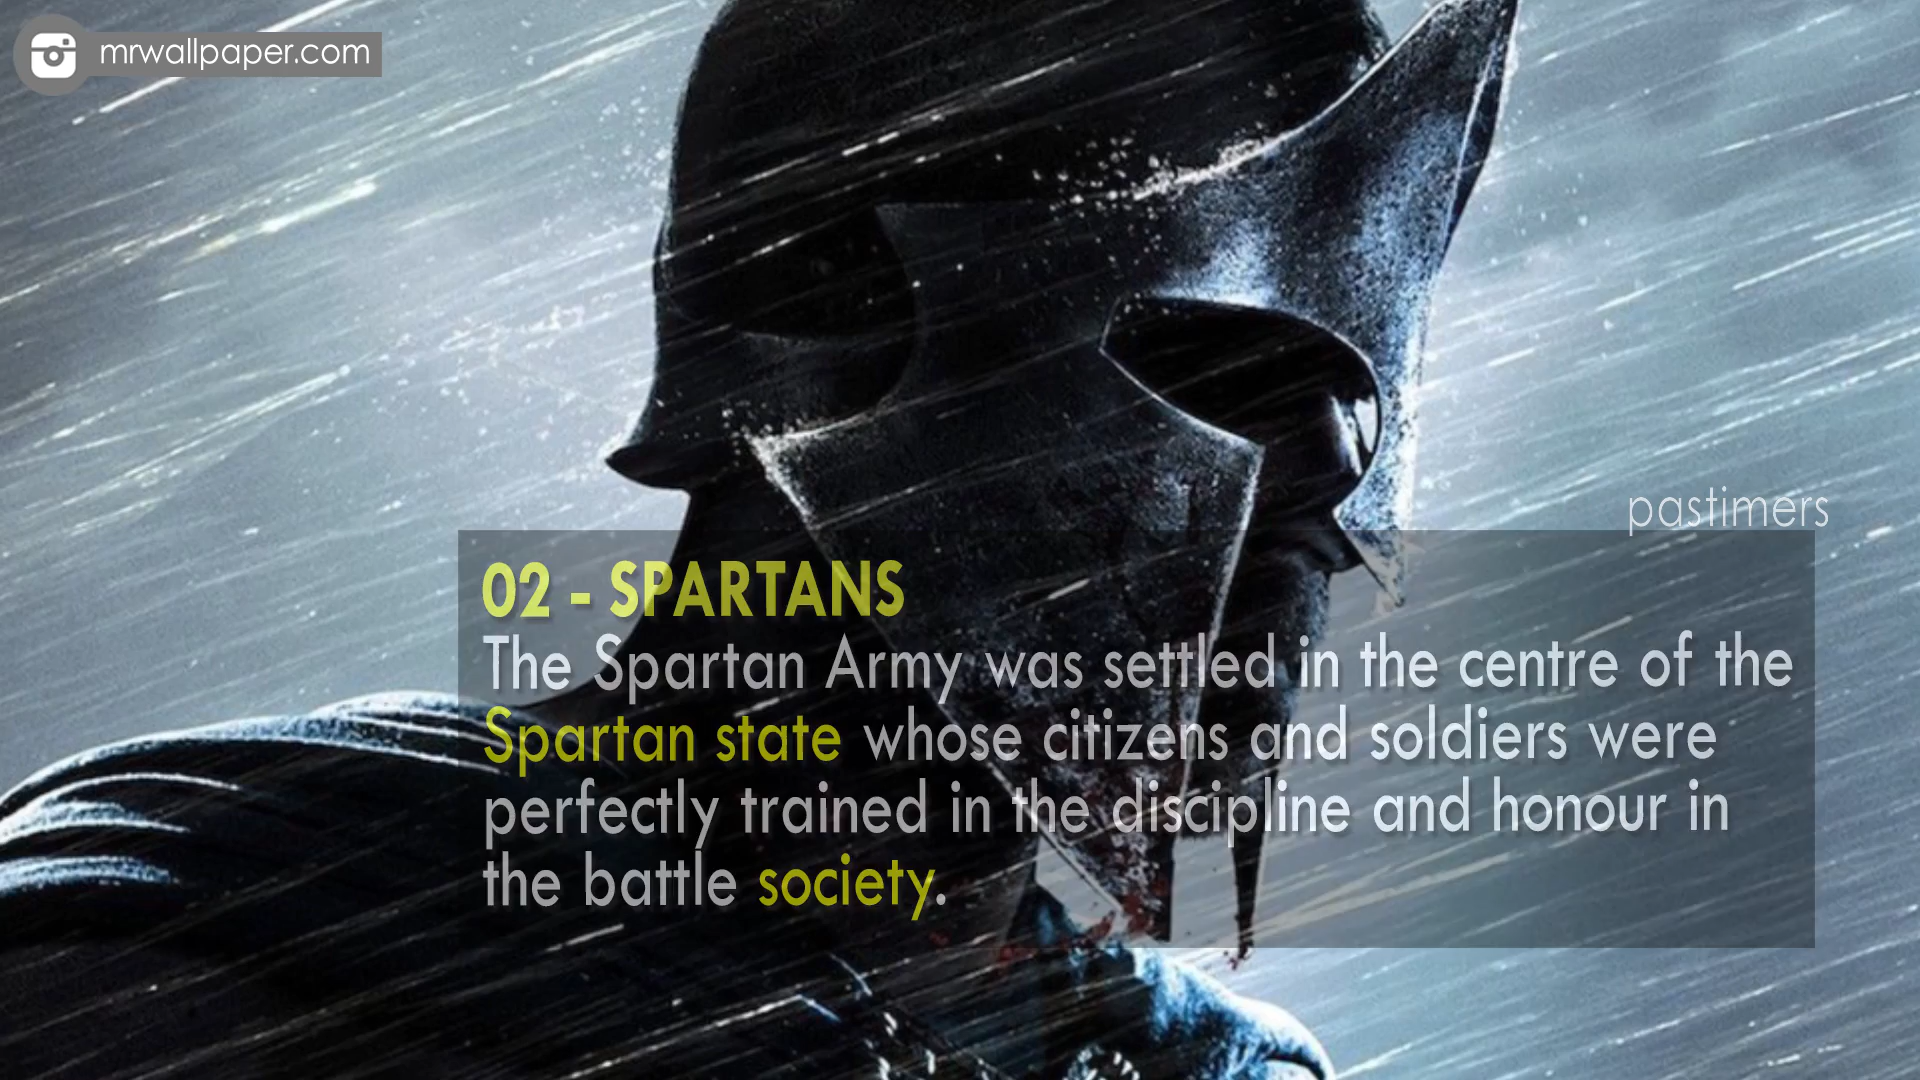 mrwallpaper.com
pastimers
02 - SPARTANS
The Spartan Army was settled in the centre of the
Spartan state whose citizens and soldiers were
perfectly trained in the discipline and honour in
the battle society.